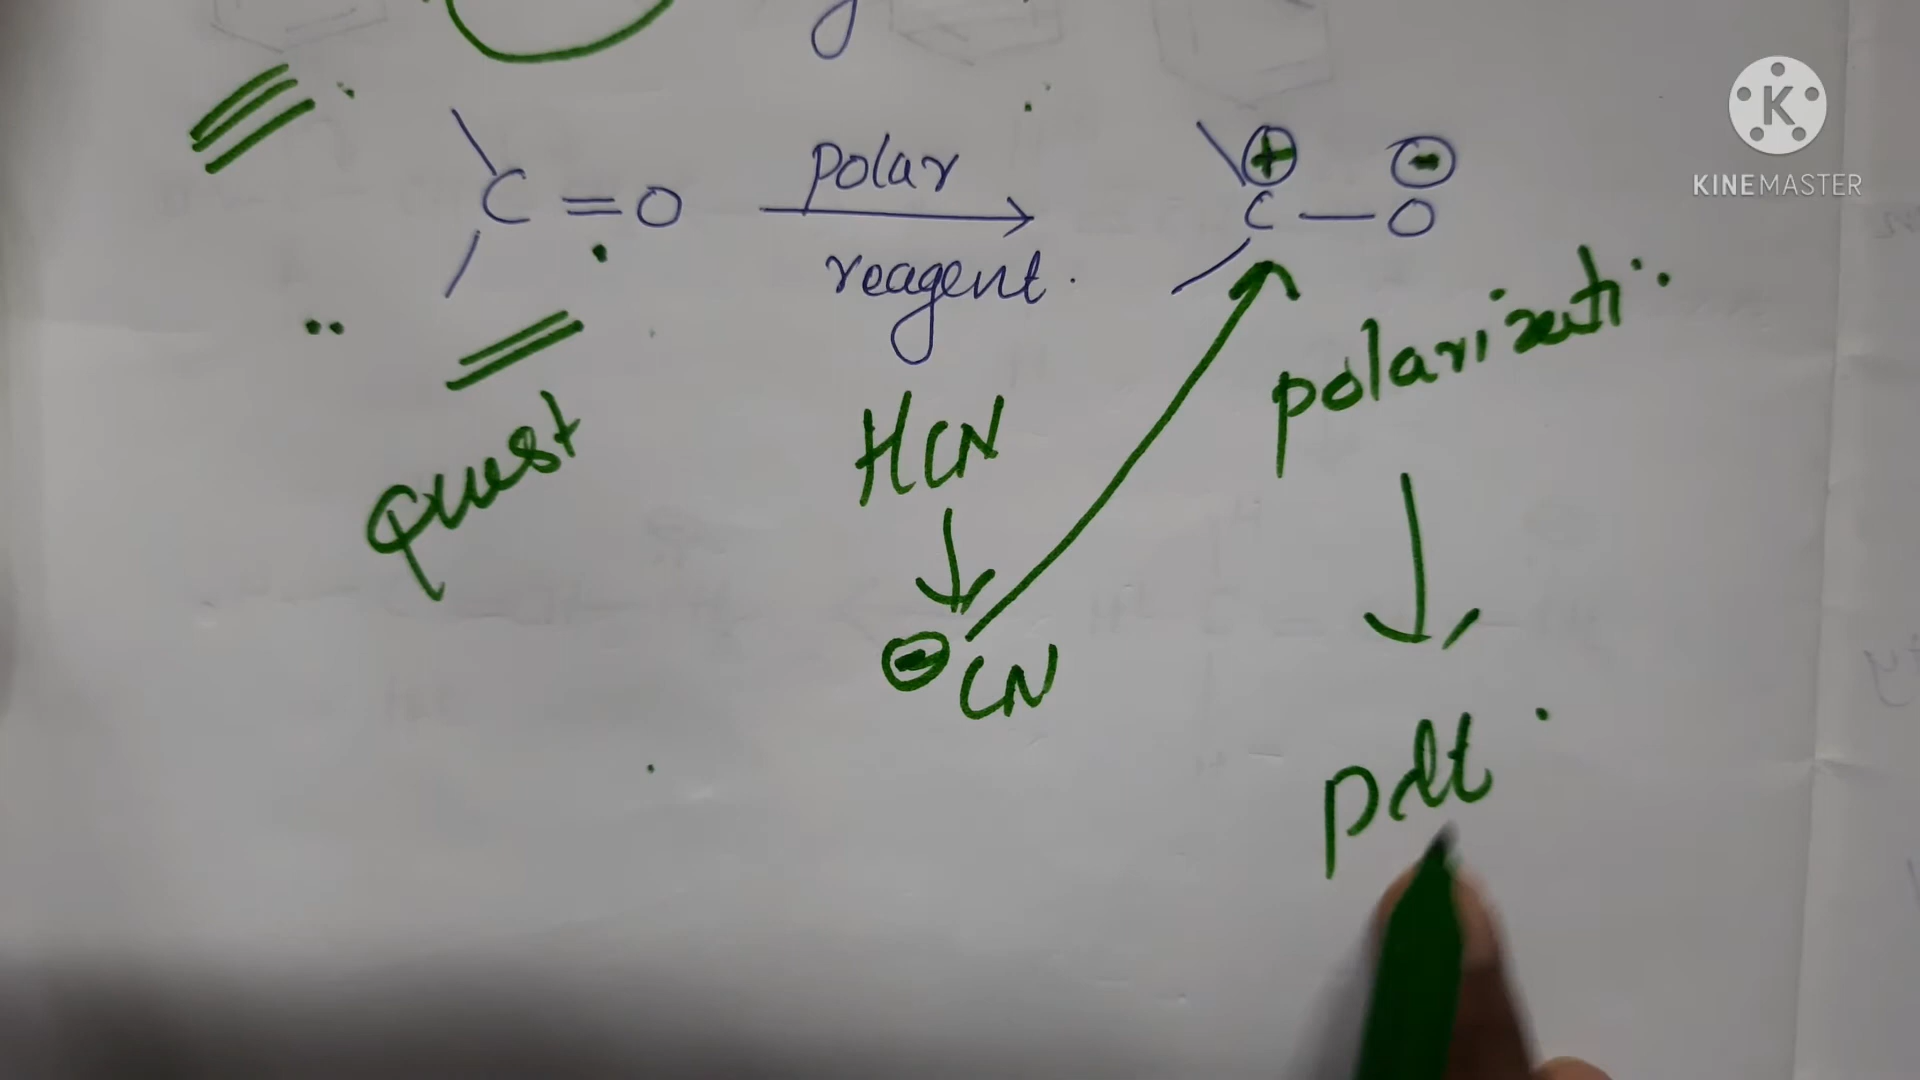 polar
C=O → C⊕—O⊖
reagent.
HCN
polarizati
quest
⊖CN
pdt.
KINEMASTER